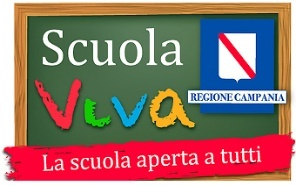 Scuola
Viva
REGIONE CAMPANIA
La scuola aperta a tutti